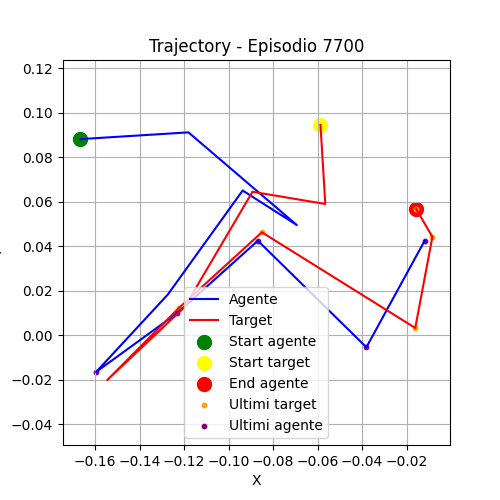 Trajectory - Episodio 7700
0.12
0.10
0.08
0.06
0.04
0.02
0.00
−0.02
−0.04
Agente
Target
Start agente
Start target
End agente
Ultimi target
Ultimi agente
−0.16 −0.14 −0.12 −0.10 −0.08 −0.06 −0.04 −0.02
X